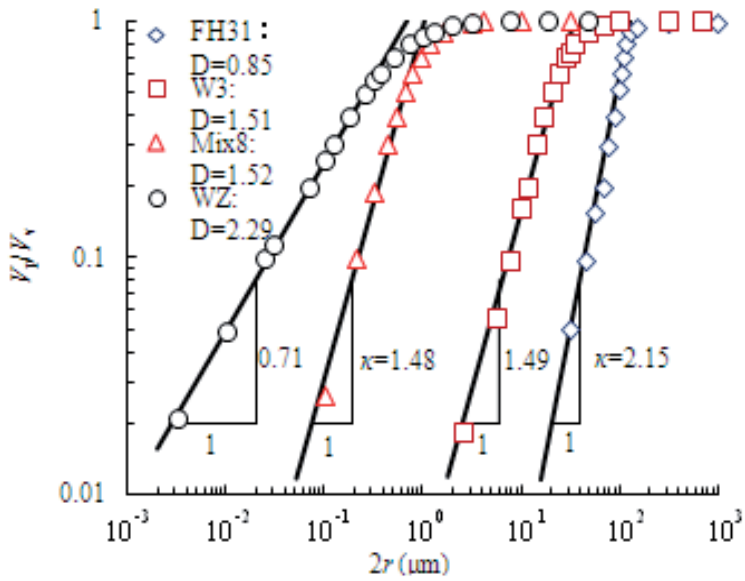 1
FH31 :
D=0.85
W3:
D=1.51
Mix8:
D=1.52
WZ:
D=2.29
0.1
0.71
κ=1.48
1.49
κ=2.15
1 1 1 1
0.01
10⁻³ 10⁻² 10⁻¹ 10⁰ 10¹ 10² 10³
2r (μm)